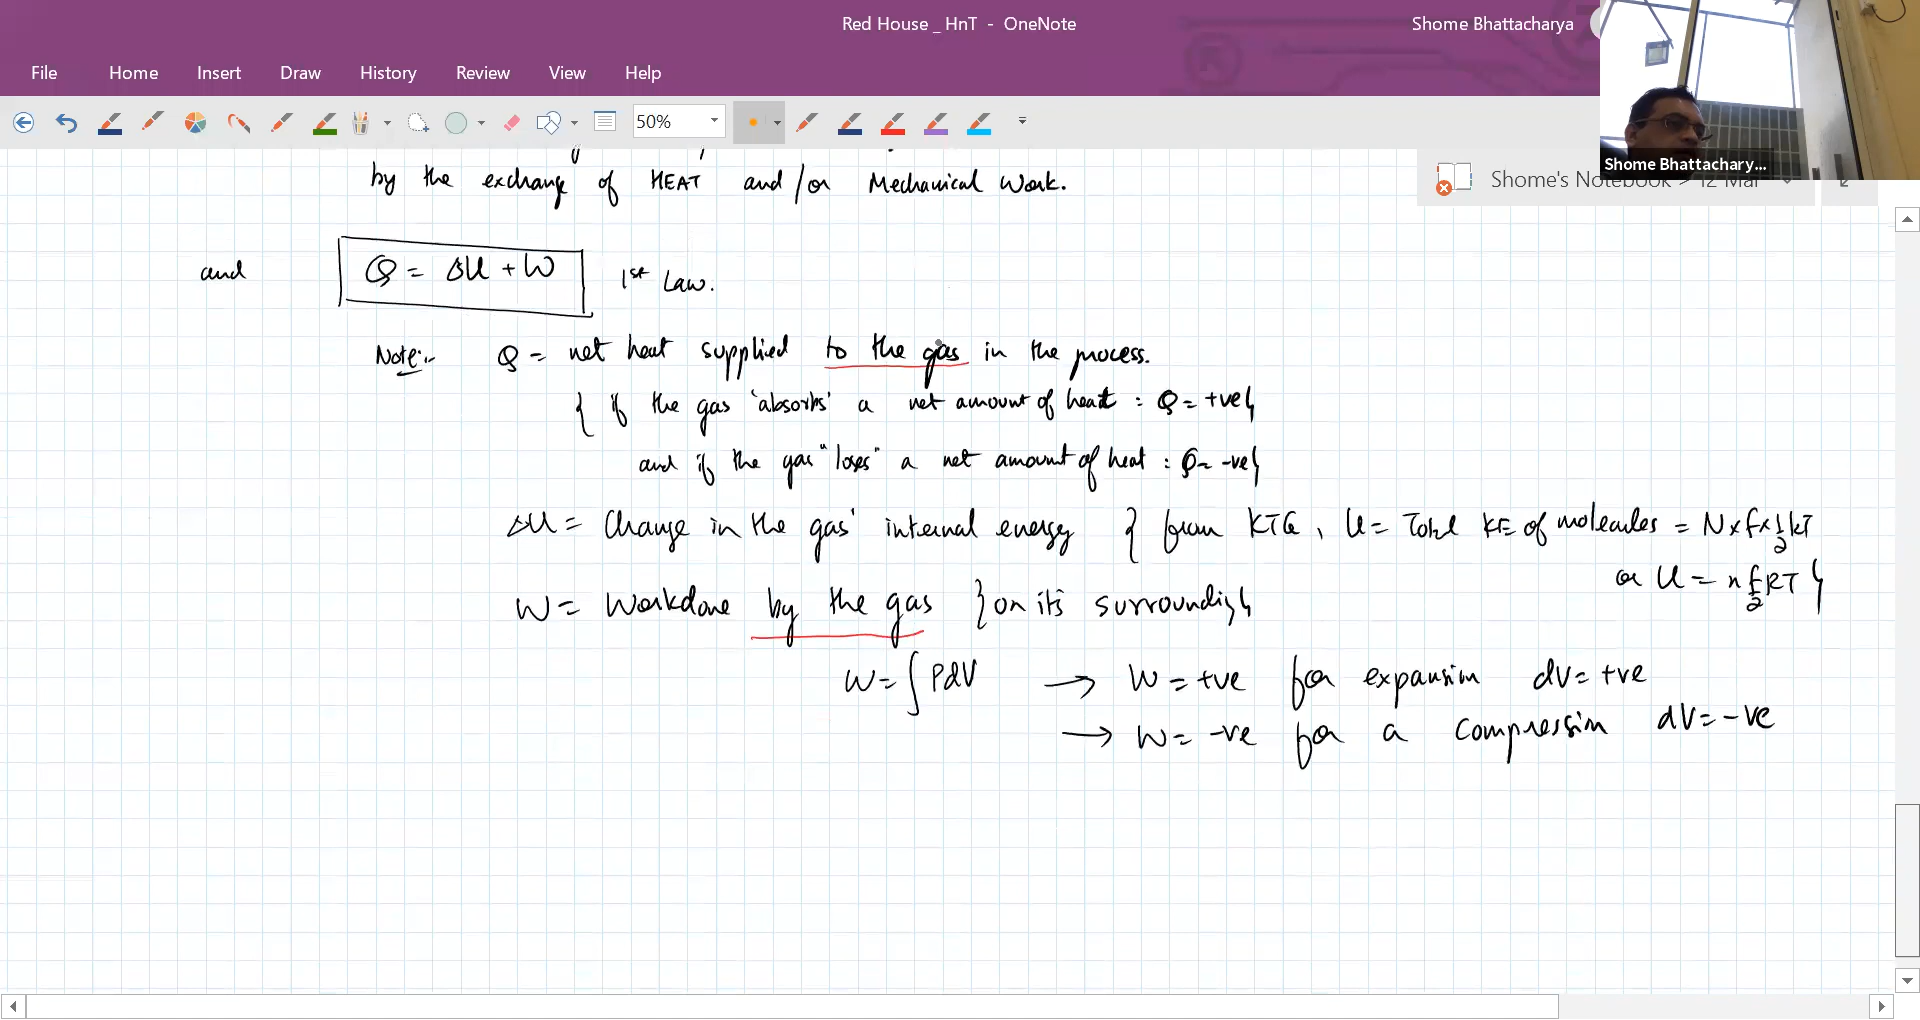 Red House _ HnT - OneNote
Shome Bhattacharya
File Home Insert Draw History Review View Help
50%
Shome Bhattachary...
Shome's Notebook > 12 Mar
by the exchange of HEAT and/or Mechanical Work.
and Q = ΔU + W 1st Law.
Note:- Q = net heat supplied to the gas in the process.
{ if the gas 'absorbs' a net amount of heat : Q = +ve}
and if the gas "loses" a net amount of heat : Q = -ve}
ΔU = Change in the gas' internal energy { from KTG, U = Total KE of molecules = N x f x 1/2 kT
or U = n f/2 RT }
W = Workdone by the gas } on its surroundings
W = ∫ PdV → W = +ve for expansion dV = +ve
→ W = -ve for a compression dV = -ve